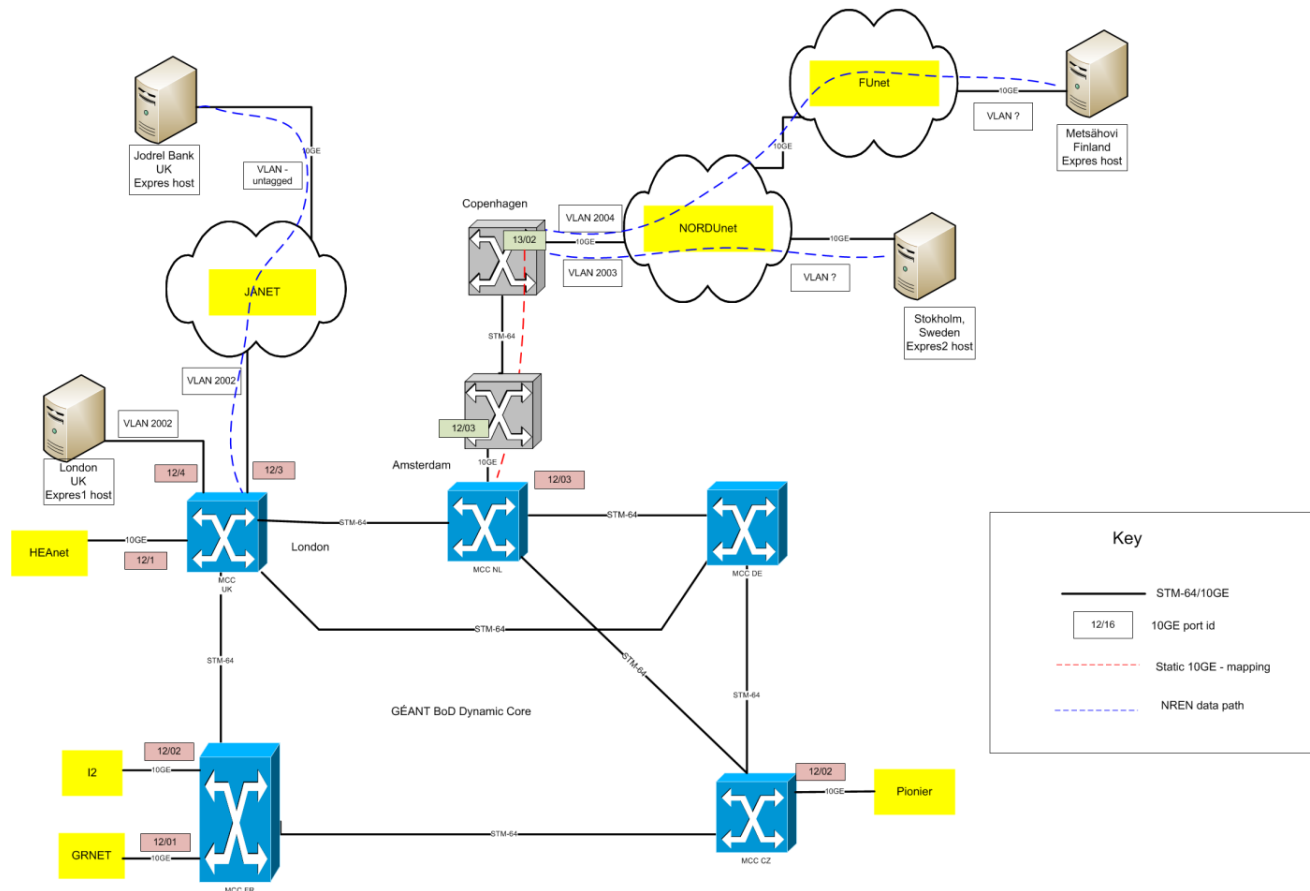 FUnet
10GE
VLAN ?
Metsähovi
Finland
Expres host
Jodrel Bank
UK
Expres host
10GE
VLAN -
untagged
10GE
Copenhagen
VLAN 2004
NORDUnet
13/02
10GE
10GE
VLAN 2003
VLAN ?
JANET
Stokholm,
Sweden
Expres2 host
STM-64
VLAN 2002
VLAN 2002
12/03
London
UK
Expres1 host
12/4
12/3
Amsterdam
10GE
12/03
HEAnet
10GE
12/1
STM-64
London
STM-64
MCC
UK
MCC NL
MCC DE
Key
STM-64/10GE
12/16
10GE port id
Static 10GE - mapping
NREN data path
STM-64
STM-64
STM-64
STM-64
GÉANT BoD Dynamic Core
I2
12/02
10GE
12/02
10GE
Pionier
GRNET
12/01
10GE
STM-64
MCC CZ
MCC FR